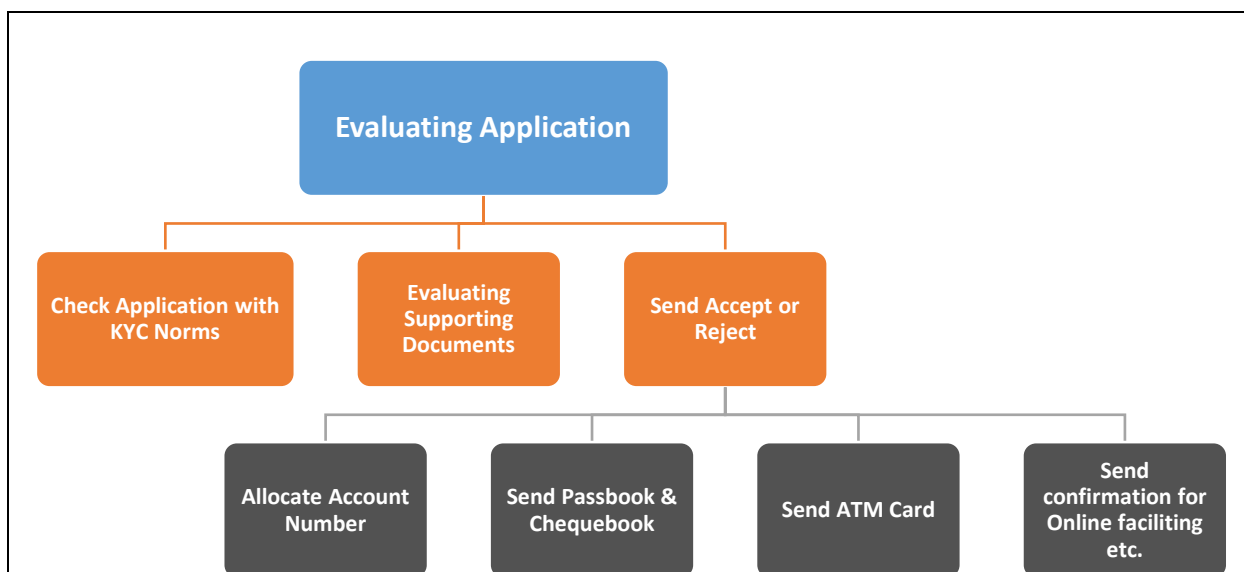 Evaluating Application
Check Application with
KYC Norms
Evaluating
Supporting
Documents
Send Accept or
Reject
Allocate Account
Number
Send Passbook &
Chequebook
Send ATM Card
Send
confirmation for
Online faciliting
etc.